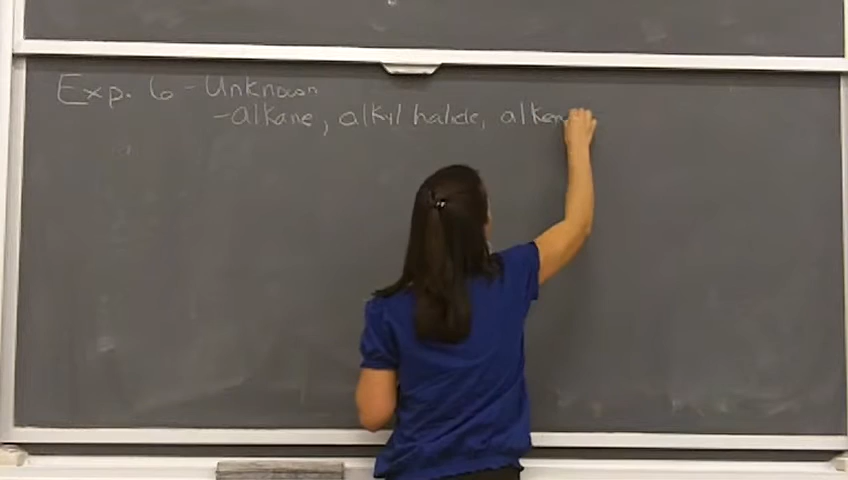 Exp. 6 - Unknown
- alkane, alkyl halide, alken